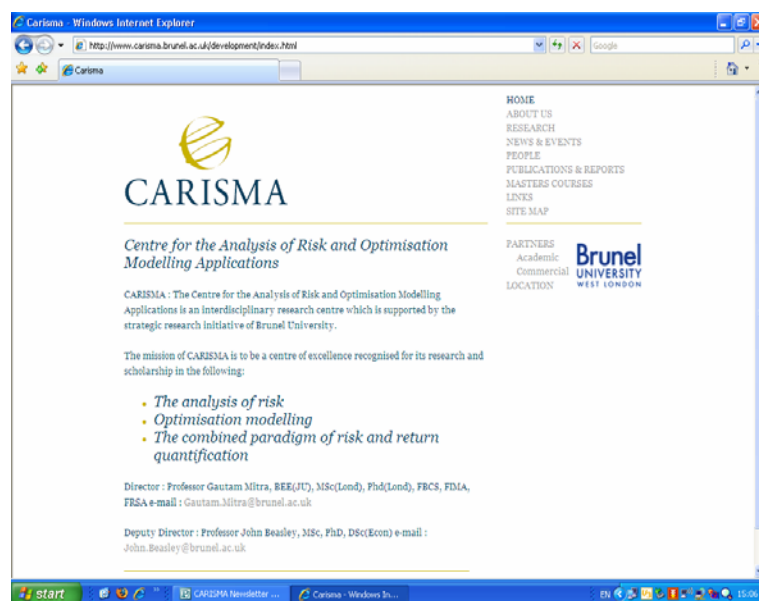 Carisma - Windows Internet Explorer
http://www.carisma.brunel.ac.uk/development/index.html
Google
Carisma
HOME
ABOUT US
RESEARCH
NEWS & EVENTS
PEOPLE
PUBLICATIONS & REPORTS
MASTERS COURSES
LINKS
SITE MAP
PARTNERS
Academic
Commercial
LOCATION
Brunel
UNIVERSITY
WEST LONDON
CARISMA
Centre for the Analysis of Risk and Optimisation
Modelling Applications
CARISMA : The Centre for the Analysis of Risk and Optimisation Modelling
Applications is an interdisciplinary research centre which is supported by the
strategic research initiative of Brunel University.
The mission of CARISMA is to be a centre of excellence recognised for its research and
scholarship in the following:
• The analysis of risk
• Optimisation modelling
• The combined paradigm of risk and return
quantification
Director : Professor Gautam Mitra, BEE(JU), MSc(Lond), Phd(Lond), FBCS, FIMA,
FRSA e-mail : Gautam.Mitra@brunel.ac.uk
Deputy Director : Professor John Beasley, MSc, PhD, DSc(Econ) e-mail :
John.Beasley@brunel.ac.uk
start
CARISMA Newsletter ...
Carisma - Windows In...
EN
15:06